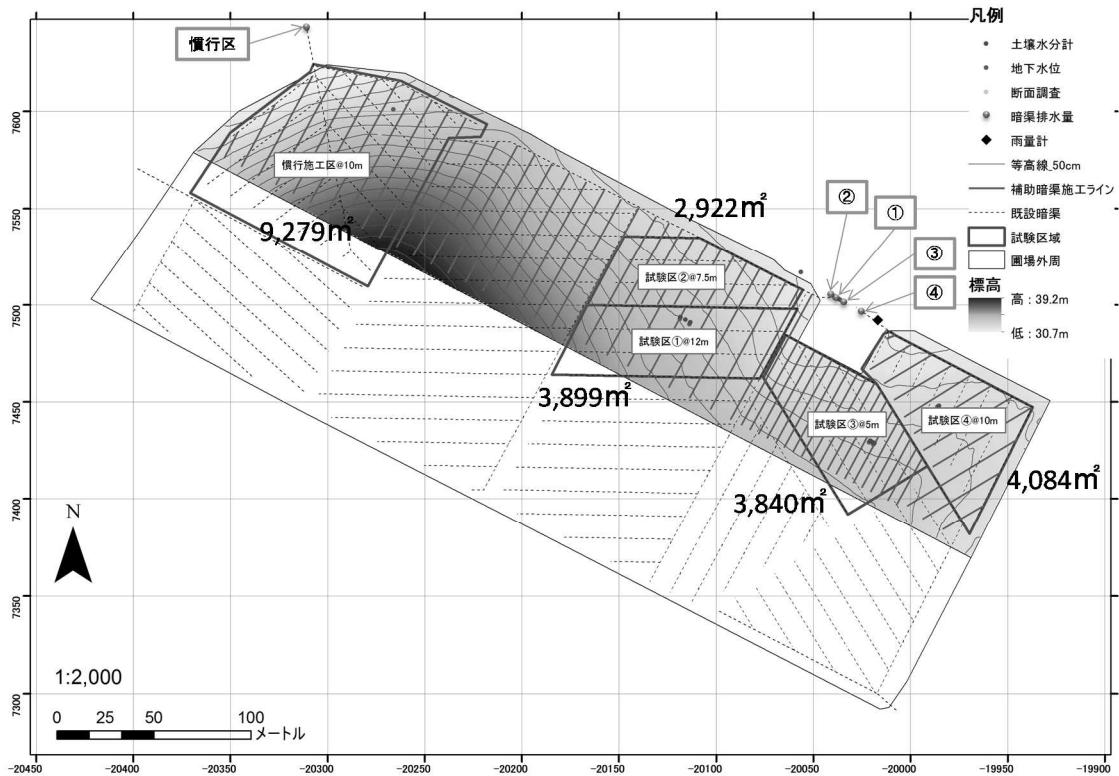 凡例
土壌水分計
地下水位
断面調査
暗渠排水量
雨量計
等高線_50cm
補助暗渠施工ライン
既設暗渠
試験区域
圃場外周
標高
高 : 39.2m
低 : 30.7m
慣行区
慣行施工区@10m
9,279㎡
2,922㎡
②
①
③
④
試験区②@7.5m
試験区①@12m
3,899㎡
試験区③@5m
試験区④@10m
3,840㎡
4,084㎡
N
1:2,000
0 25 50 100
メートル
7600
7550
7500
7450
7400
7350
7300
-20450 -20400 -20350 -20300 -20250 -20200 -20150 -20100 -20050 -20000 -19950 -19900